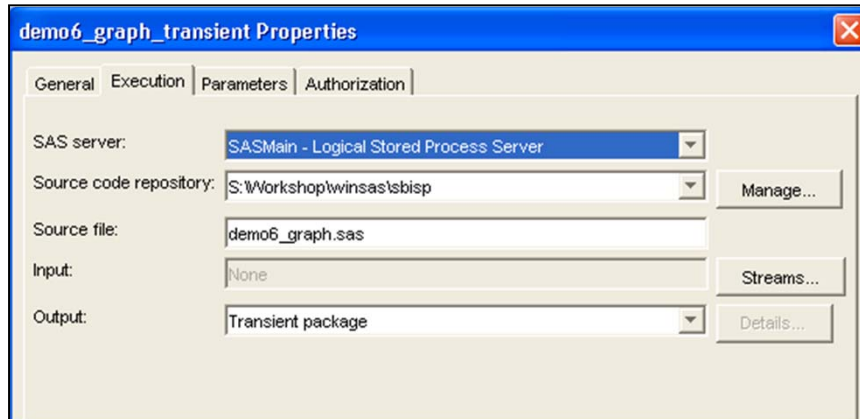 demo6_graph_transient Properties
General Execution Parameters Authorization
SAS server: SASMain - Logical Stored Process Server
Source code repository: S:\Workshop\winsas\sbisp Manage...
Source file: demo6_graph.sas
Input: None Streams...
Output: Transient package Details...